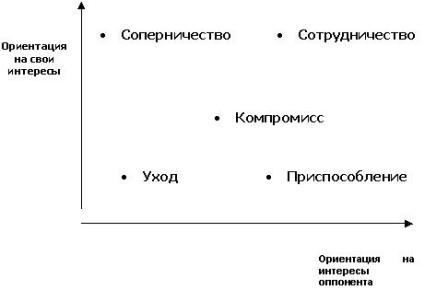 Соперничество
Сотрудничество
Ориентация
на свои
интересы
Компромисс
Уход
Приспособление
Ориентация на
интересы
оппонента